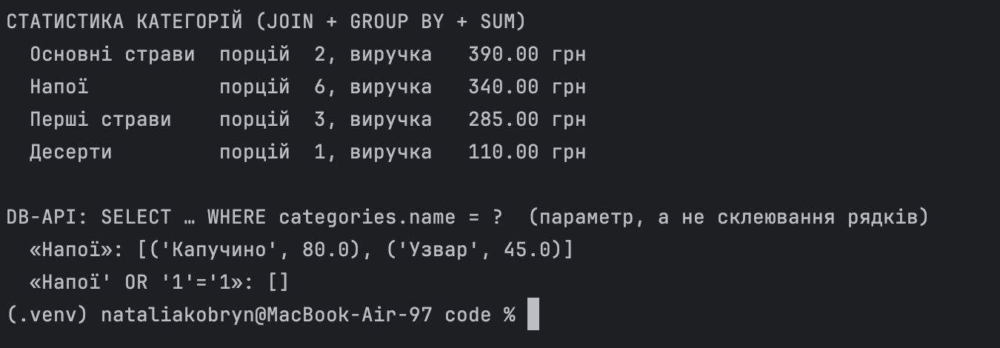 СТАТИСТИКА КАТЕГОРІЙ (JOIN + GROUP BY + SUM)
  Основні страви  порцій  2, виручка   390.00 грн
  Напої           порцій  6, виручка   340.00 грн
  Перші страви    порцій  3, виручка   285.00 грн
  Десерти         порцій  1, виручка   110.00 грн

DB-API: SELECT … WHERE categories.name = ?  (параметр, а не склеювання рядків)
  «Напої»: [('Капучино', 80.0), ('Узвар', 45.0)]
  «Напої' OR '1'='1»: []
(.venv) nataliakobryn@MacBook-Air-97 code %